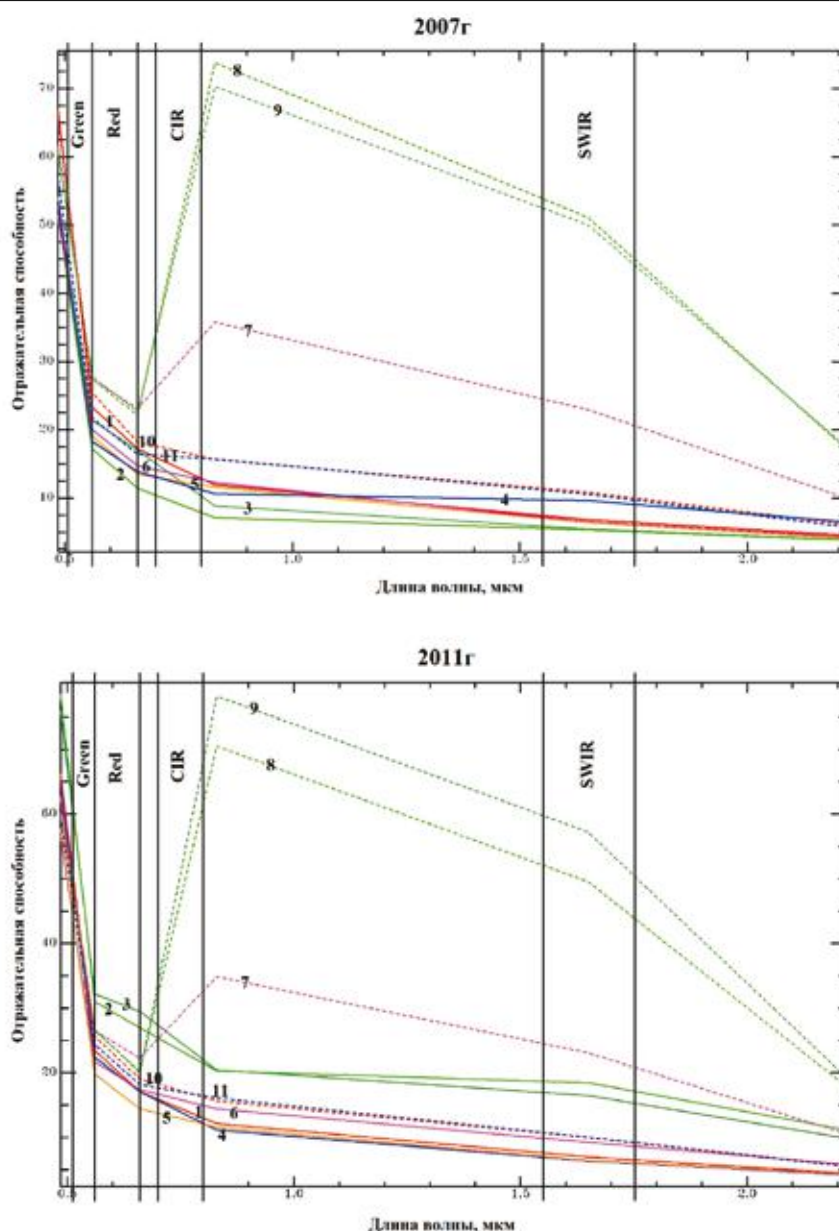 2007г
Отражательная способность
70
60
50
40
30
20
10
Green
Red
CIR
SWIR
8
9
7
1
10
11
6
5
2
3
4
0.5
1.0
1.5
2.0
Длина волны, мкм
2011г
Отражательная способность
60
40
20
Green
Red
CIR
SWIR
9
8
7
3
2
10
11
1
6
5
4
0.5
1.0
1.5
2.0
Длина волны, мкм